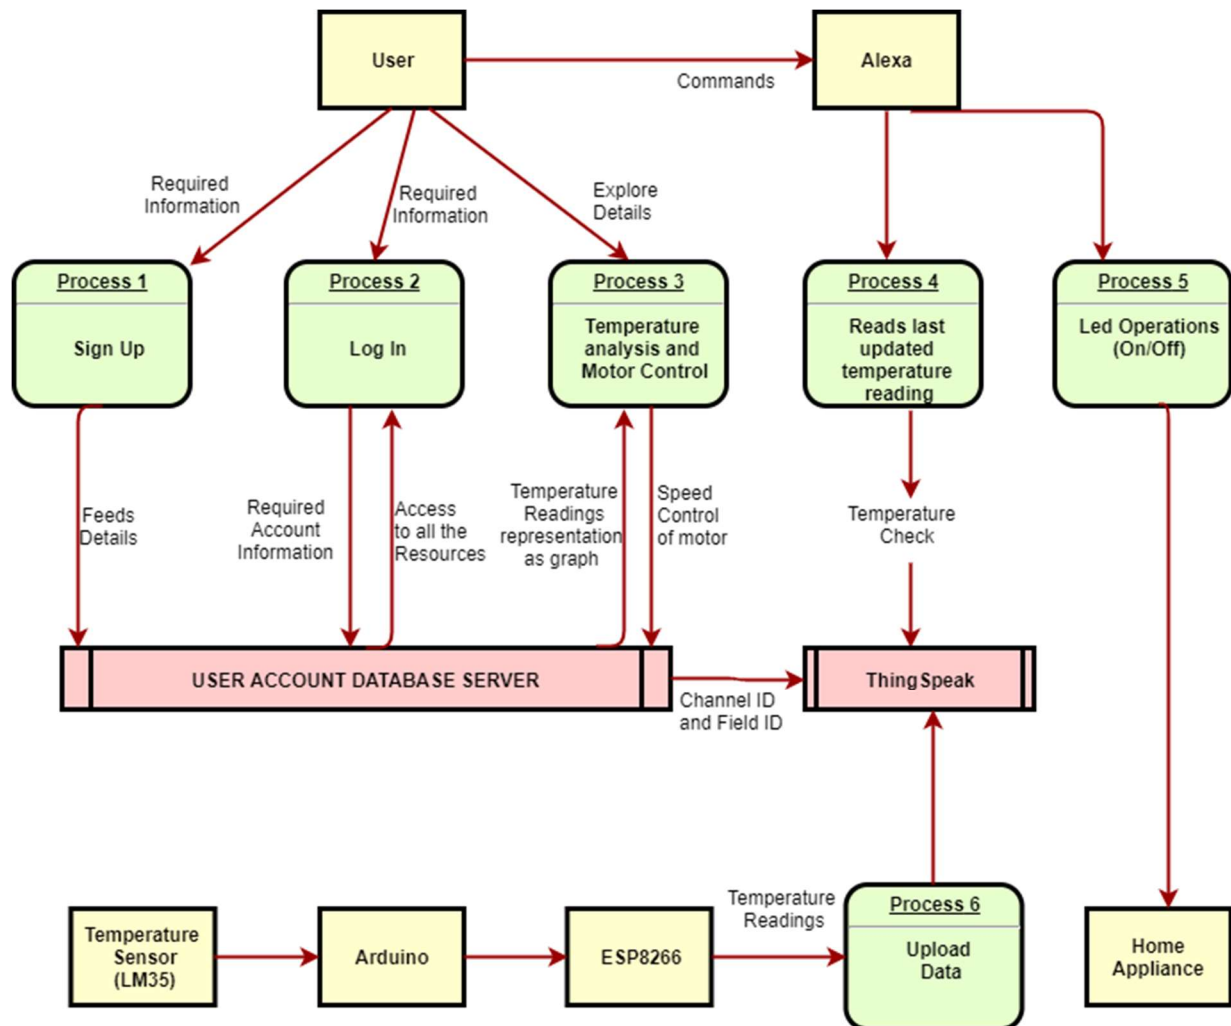 User
Alexa
Commands
Required
Information
Required
Information
Explore
Details
Process 1
Sign Up
Process 2
Log In
Process 3
Temperature
analysis and
Motor Control
Process 4
Reads last
updated
temperature
reading
Process 5
Led Operations
(On/Off)
Feeds
Details
Required
Account
Information
Access
to all the
Resources
Temperature
Readings
representation
as graph
Speed
Control
of motor
Temperature
Check
USER ACCOUNT DATABASE SERVER
Channel ID
and Field ID
ThingSpeak
Temperature
Sensor
(LM35)
Arduino
ESP8266
Temperature
Readings
Process 6
Upload
Data
Home
Appliance